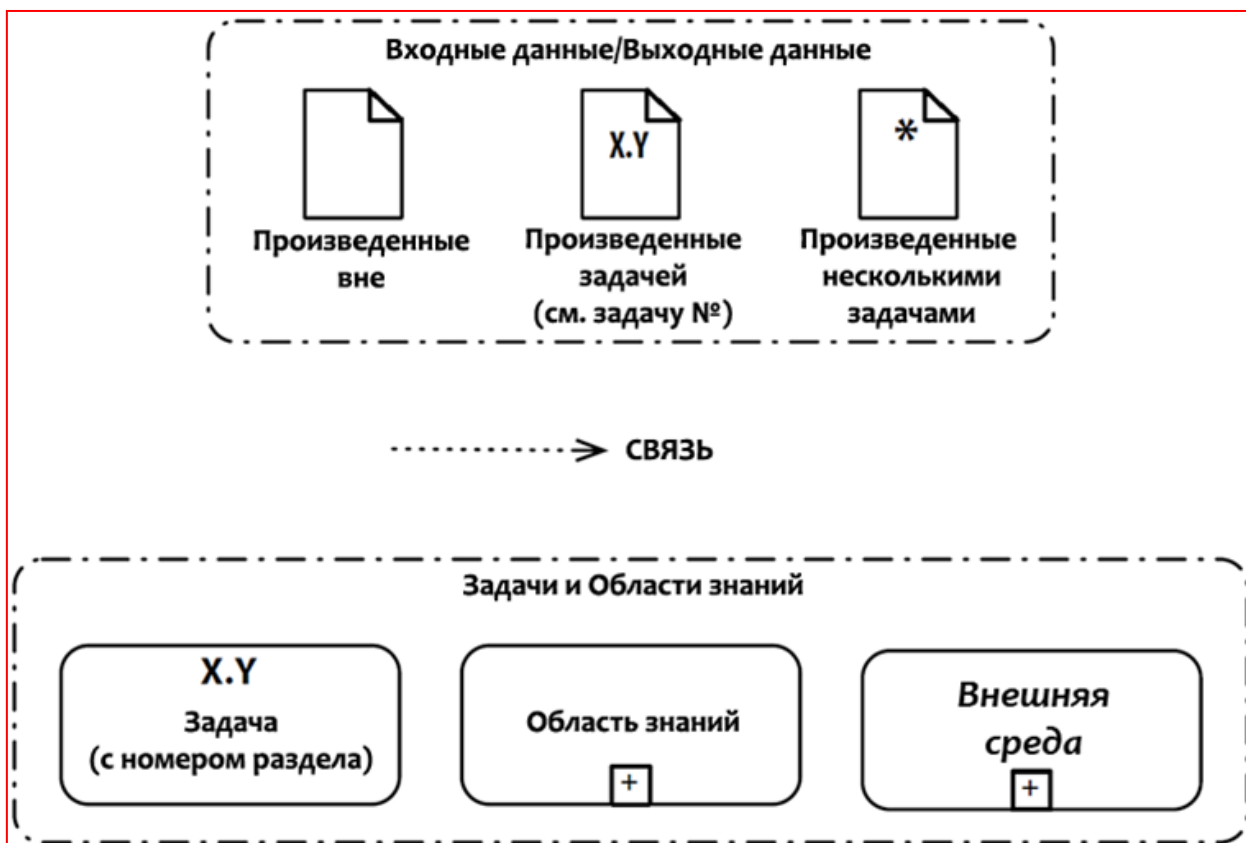 Входные данные/Выходные данные
X.Y
*
Произведенные
вне
Произведенные
задачей
(см. задачу №)
Произведенные
несколькими
задачами
СВЯЗЬ
Задачи и Области знаний
X.Y
Задача
(с номером раздела)
Область знаний
+
Внешняя
среда
+